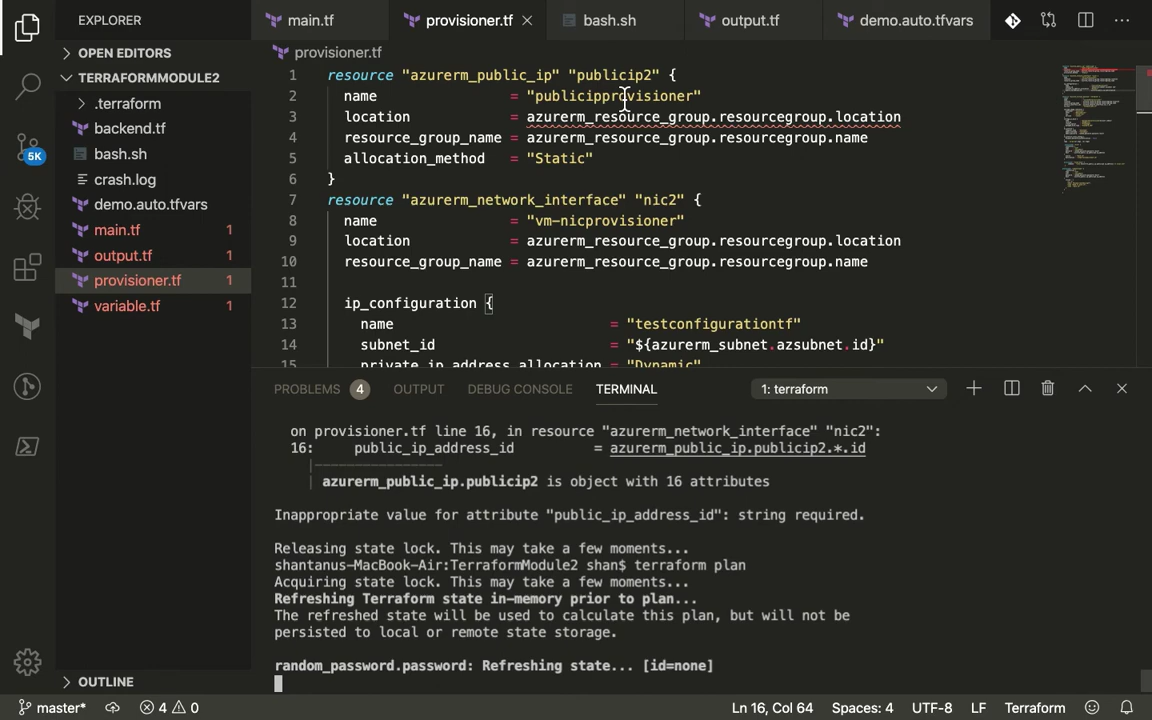 EXPLORER
main.tf
provisioner.tf
bash.sh
output.tf
demo.auto.tfvars
OPEN EDITORS
TERRAFORMMODULE2
.terraform
backend.tf
bash.sh
crash.log
demo.auto.tfvars
main.tf 1
output.tf 1
provisioner.tf 1
variable.tf 1
5K
OUTLINE
provisioner.tf
1 resource "azurerm_public_ip" "publicip2" {
2 name = "publicipprovisioner"
3 location = azurerm_resource_group.resourcegroup.location
4 resource_group_name = azurerm_resource_group.resourcegroup.name
5 allocation_method = "Static"
6 }
7 resource "azurerm_network_interface" "nic2" {
8 name = "vm-nicprovisioner"
9 location = azurerm_resource_group.resourcegroup.location
10 resource_group_name = azurerm_resource_group.resourcegroup.name
11
12 ip_configuration {
13 name = "testconfigurationtf"
14 subnet_id = "${azurerm_subnet.azsubnet.id}"
15 private_ip_address_allocation = "Dynamic"
PROBLEMS 4 OUTPUT DEBUG CONSOLE TERMINAL 1: terraform
on provisioner.tf line 16, in resource "azurerm_network_interface" "nic2":
16: public_ip_address_id = azurerm_public_ip.publicip2.*.id
|----------------
| azurerm_public_ip.publicip2 is object with 16 attributes
Inappropriate value for attribute "public_ip_address_id": string required.
Releasing state lock. This may take a few moments...
shantanus-MacBook-Air:TerraformModule2 shan$ terraform plan
Acquiring state lock. This may take a few moments...
Refreshing Terraform state in-memory prior to plan...
The refreshed state will be used to calculate this plan, but will not be
persisted to local or remote state storage.
random_password.password: Refreshing state... [id=none]
master* 4 0 Ln 16, Col 64 Spaces: 4 UTF-8 LF Terraform